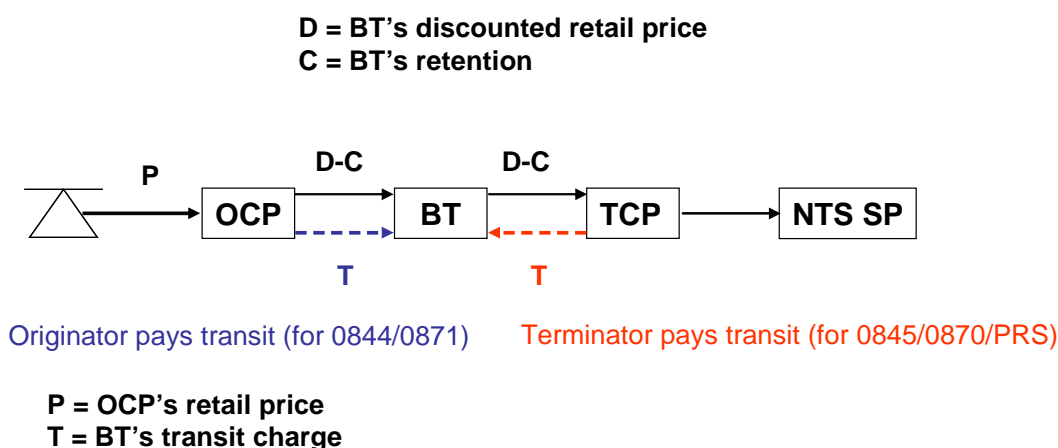 D = BT's discounted retail price
C = BT's retention
P
D-C
D-C
OCP
BT
TCP
NTS SP
T
T
Originator pays transit (for 0844/0871)
Terminator pays transit (for 0845/0870/PRS)
P = OCP's retail price
T = BT's transit charge